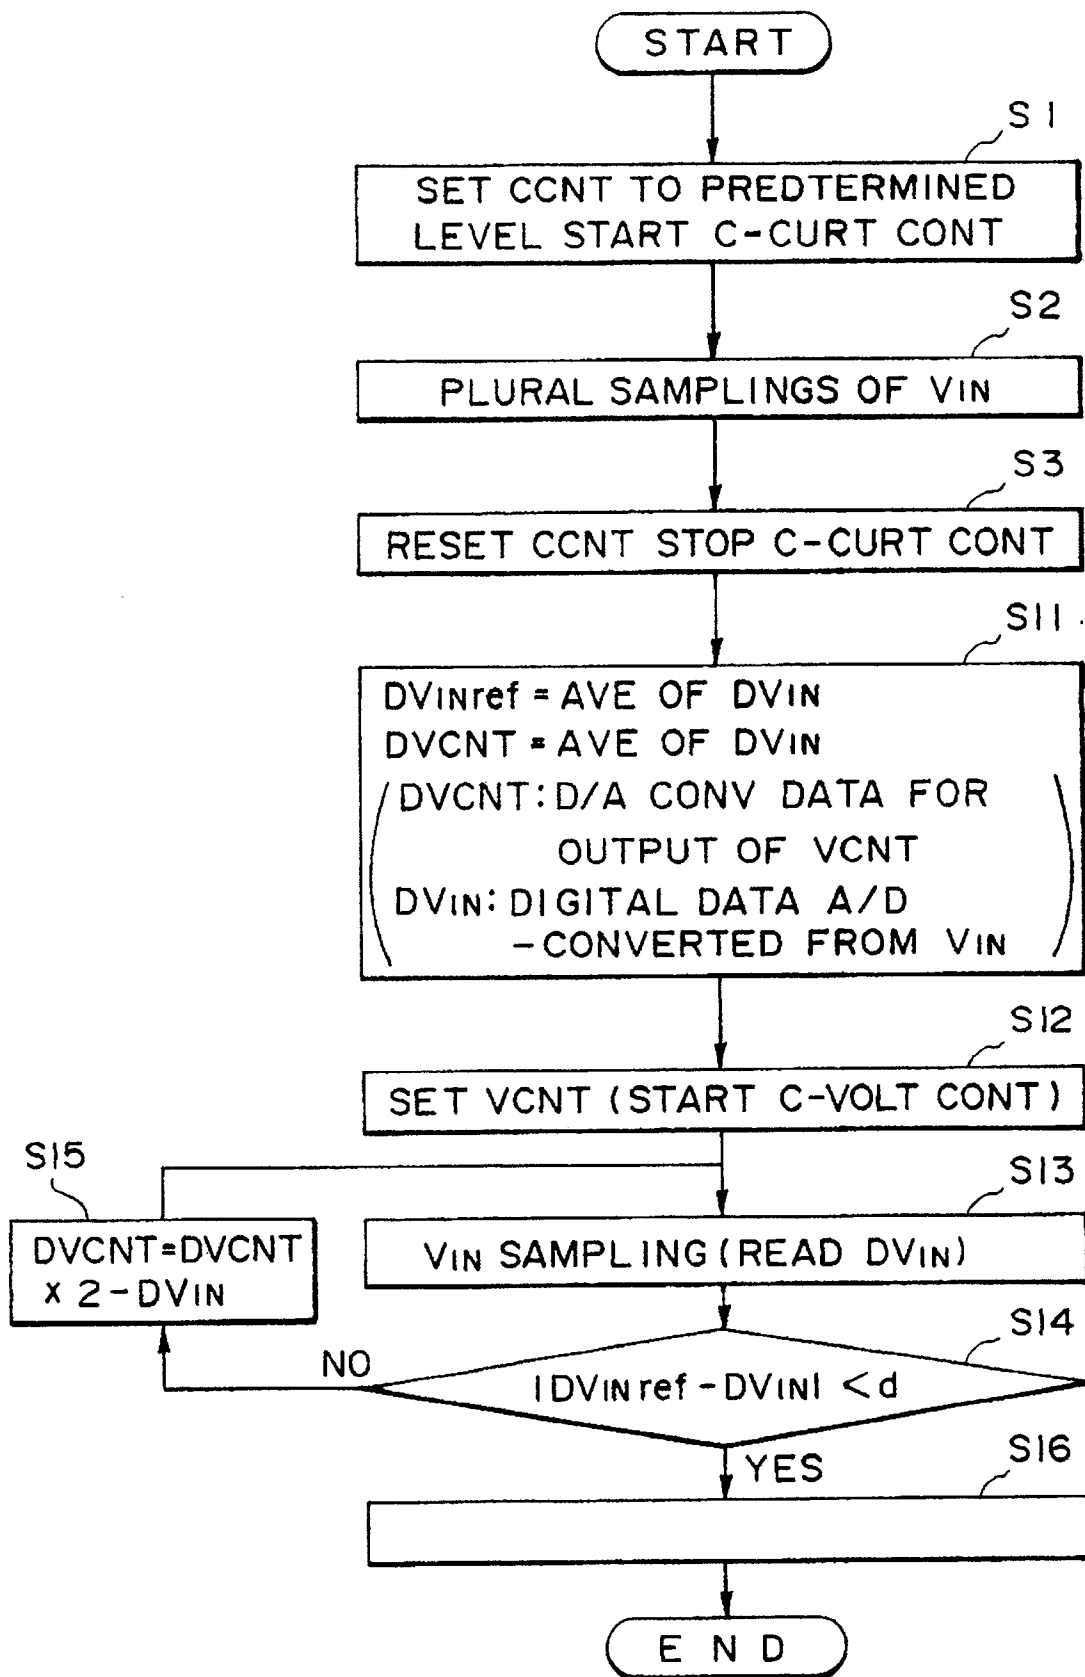 START
S1
SET CCNT TO PREDTERMINED
LEVEL START C-CURT CONT
S2
PLURAL SAMPLINGS OF VIN
S3
RESET CCNT STOP C-CURT CONT
S11
DVINref = AVE OF DVIN
DVCNT = AVE OF DVIN
(DVCNT: D/A CONV DATA FOR
OUTPUT OF VCNT
DVIN: DIGITAL DATA A/D
-CONVERTED FROM VIN)
S12
SET VCNT (START C-VOLT CONT)
S15
DVCNT=DVCNT
x 2-DVIN
S13
VIN SAMPLING (READ DVIN)
S14
|DVINref-DVIN| <d
NO
YES
S16
END